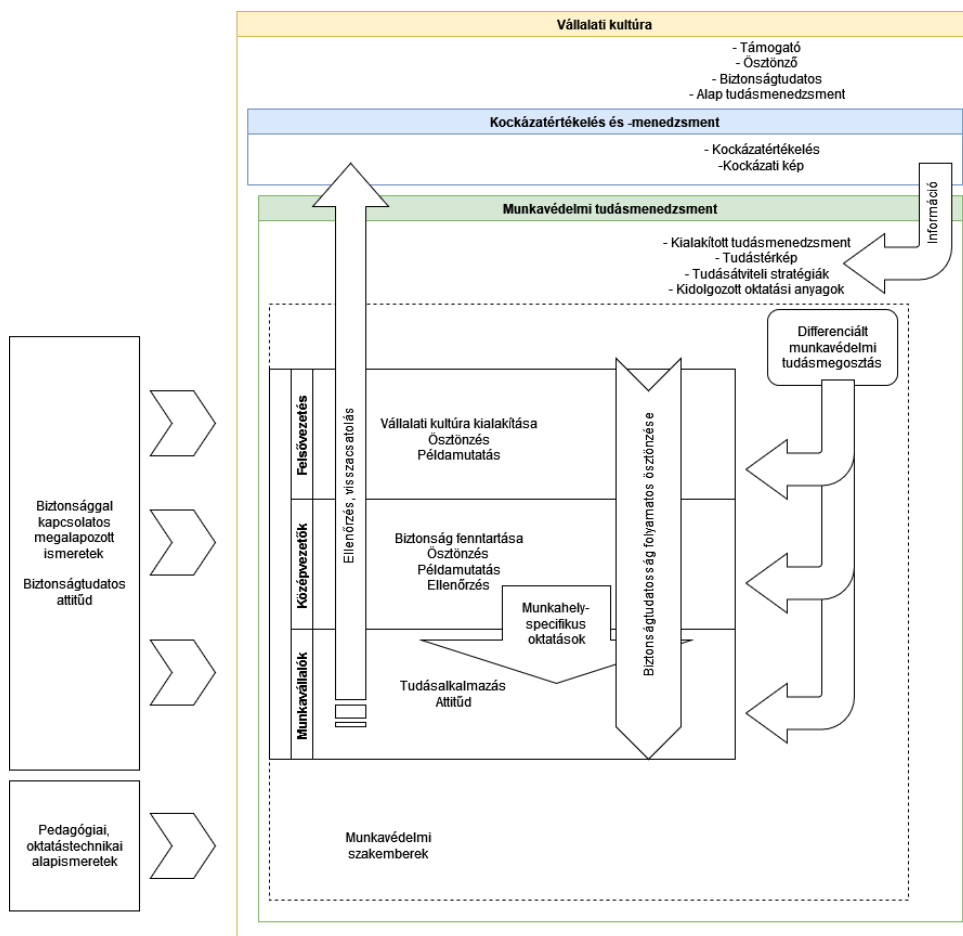 Vállalati kultúra
- Támogató
- Ösztönző
- Biztonságtudatos
- Alap tudásmenedzsment
Kockázatértékelés és -menedzsment
- Kockázatértékelés
-Kockázati kép
Információ
Munkavédelmi tudásmenedzsment
- Kialakított tudásmenedzsment
- Tudástérkép
- Tudásátviteli stratégiák
- Kidolgozott oktatási anyagok
Differenciált
munkavédelmi
tudásmegosztás
Biztonsággal
kapcsolatos
megalapozott
ismeretek
Biztonságtudatos
attitűd
Felsővezetés
Ellenőrzés, visszacsatolás
Vállalati kultúra kialakítása
Ösztönzés
Példamutatás
Biztonságtudatosság folyamatos ösztönzése
Középvezetők
Biztonság fenntartása
Ösztönzés
Példamutatás
Ellenőrzés
Munkahely-
specifikus
oktatások
Munkavállalók
Tudásalkalmazás
Attitűd
Pedagógiai,
oktatástechnikai
alapismeretek
Munkavédelmi
szakemberek